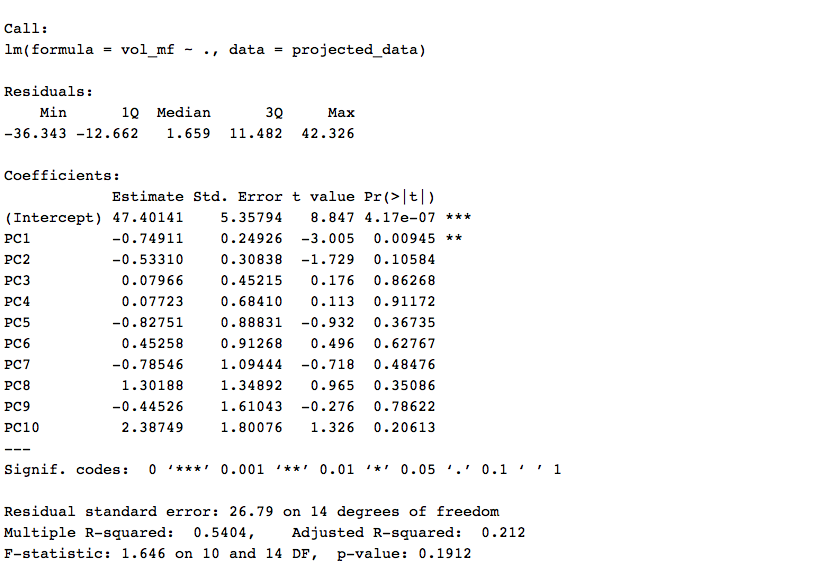 Call:
lm(formula = vol_mf ~ ., data = projected_data)
Residuals:
    Min      1Q  Median      3Q     Max
-36.343 -12.662   1.659  11.482  42.326
Coefficients:
            Estimate Std. Error t value Pr(>|t|)
(Intercept) 47.40141    5.35794   8.847 4.17e-07 ***
PC1         -0.74911    0.24926  -3.005  0.00945 **
PC2         -0.53310    0.30838  -1.729  0.10584
PC3          0.07966    0.45215   0.176  0.86268
PC4          0.07723    0.68410   0.113  0.91172
PC5         -0.82751    0.88831  -0.932  0.36735
PC6          0.45258    0.91268   0.496  0.62767
PC7         -0.78546    1.09444  -0.718  0.48476
PC8          1.30188    1.34892   0.965  0.35086
PC9         -0.44526    1.61043  -0.276  0.78622
PC10         2.38749    1.80076   1.326  0.20613
---
Signif. codes:  0 ‘***’ 0.001 ‘**’ 0.01 ‘*’ 0.05 ‘.’ 0.1 ‘ ’ 1
Residual standard error: 26.79 on 14 degrees of freedom
Multiple R-squared:  0.5404,    Adjusted R-squared:  0.212
F-statistic: 1.646 on 10 and 14 DF,  p-value: 0.1912